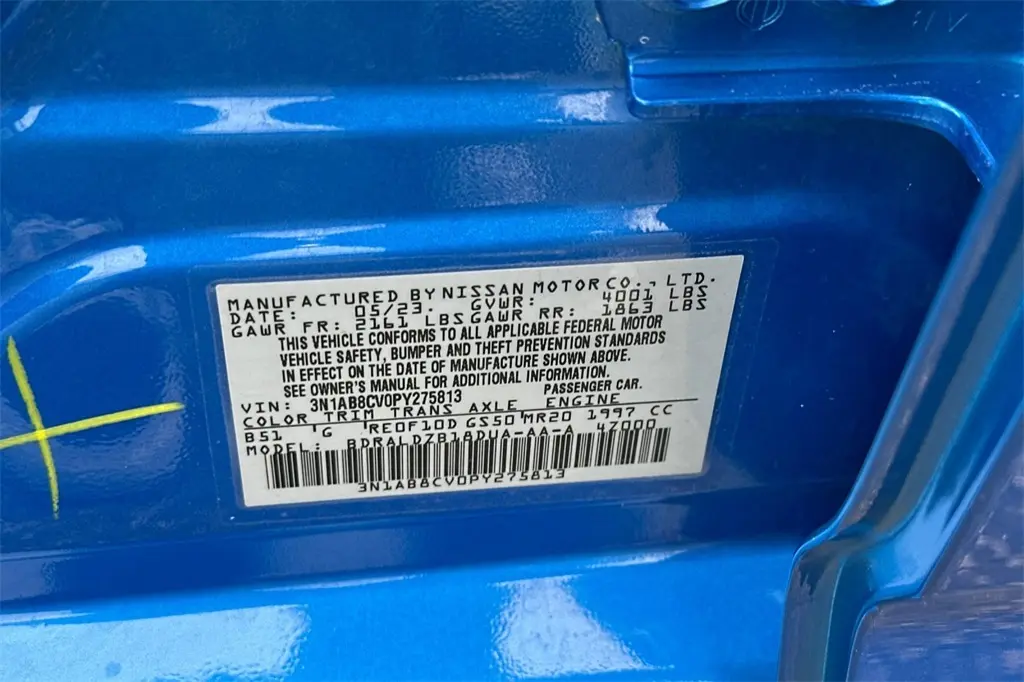 MANUFACTURED BY NISSAN MOTOR CO., LTD.
DATE: 05/23. GVWR: 4001 LBS
GAWR FR: 2161 LBS GAWR RR: 1863 LBS
THIS VEHICLE CONFORMS TO ALL APPLICABLE FEDERAL MOTOR
VEHICLE SAFETY, BUMPER AND THEFT PREVENTION STANDARDS
IN EFFECT ON THE DATE OF MANUFACTURE SHOWN ABOVE.
SEE OWNER'S MANUAL FOR ADDITIONAL INFORMATION.
VIN: 3N1AB8CV0PY275813 PASSENGER CAR.
COLOR TRIM TRANS AXLE ENGINE
B51 'G RE0F10D GS50 MR20 1997 CC
MODEL: BDRALDZB18DUA-AA-A 47000
3N1AB8CV0PY275813